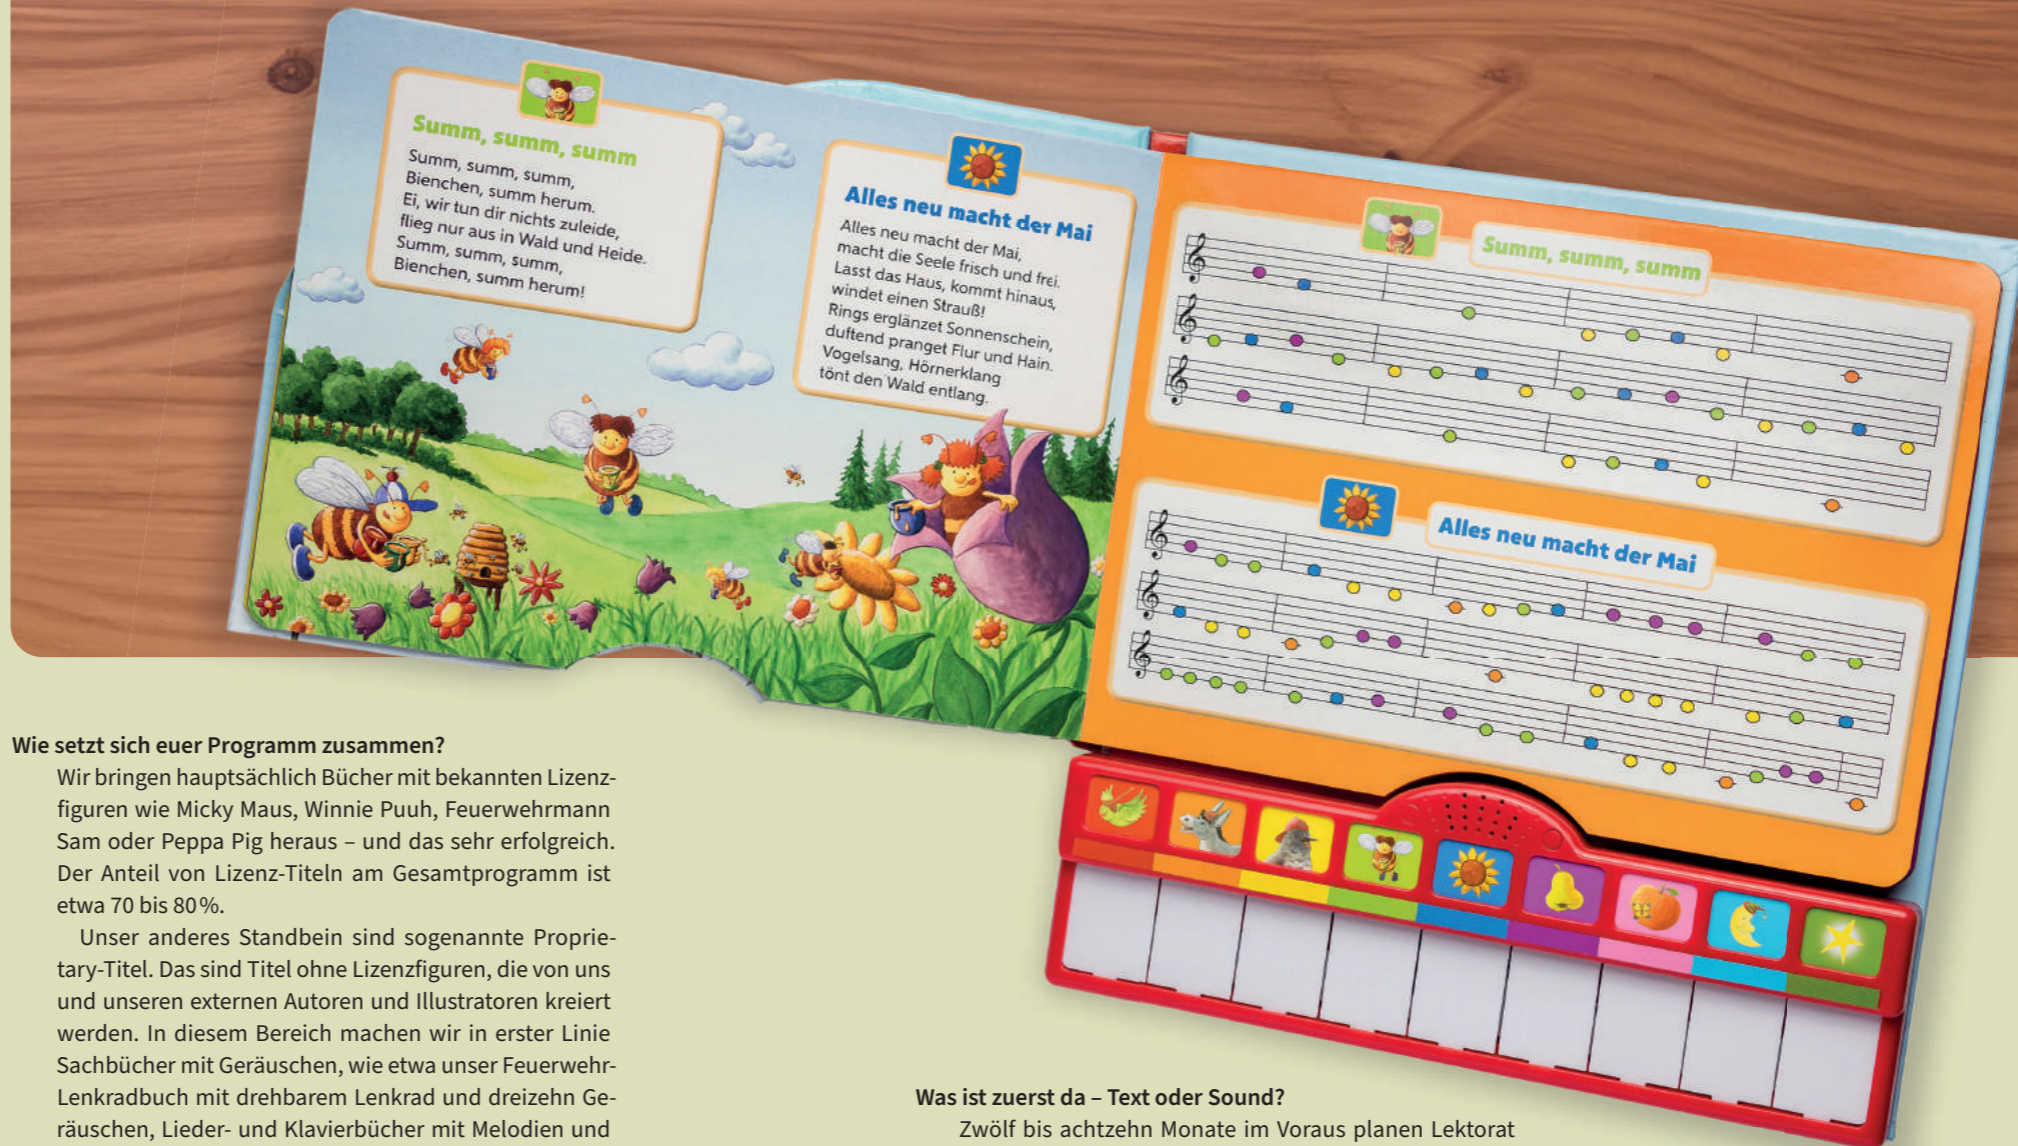 Summ, summ, summ
Summ, summ, summ,
Bienchen, summ herum.
Ei, wir tun dir nichts zuleide,
flieg nur aus in Wald und Heide.
Summ, summ, summ,
Bienchen, summ herum!
Alles neu macht der Mai
Alles neu macht der Mai,
macht die Seele frisch und frei.
Lasst das Haus, kommt hinaus,
windet einen Strauß!
Rings erglänzet Sonnenschein,
duftend pranget Flur und Hain.
Vogelsang, Hörnerklang
tönt den Wald entlang.
Summ, summ, summ
Alles neu macht der Mai
Wie setzt sich euer Programm zusammen?
Wir bringen hauptsächlich Bücher mit bekannten Lizenz-
figuren wie Micky Maus, Winnie Puuh, Feuerwehrmann
Sam oder Peppa Pig heraus – und das sehr erfolgreich.
Der Anteil von Lizenz-Titeln am Gesamtprogramm ist
etwa 70 bis 80 %.
Unser anderes Standbein sind sogenannte Proprie-
tary-Titel. Das sind Titel ohne Lizenzfiguren, die von uns
und unseren externen Autoren und Illustratoren kreiert
werden. In diesem Bereich machen wir in erster Linie
Sachbücher mit Geräuschen, wie etwa unser Feuerwehr-
Lenkradbuch mit drehbarem Lenkrad und dreizehn Ge-
räuschen, Lieder- und Klavierbücher mit Melodien und
Was ist zuerst da – Text oder Sound?
Zwölf bis achtzehn Monate im Voraus planen Lektorat